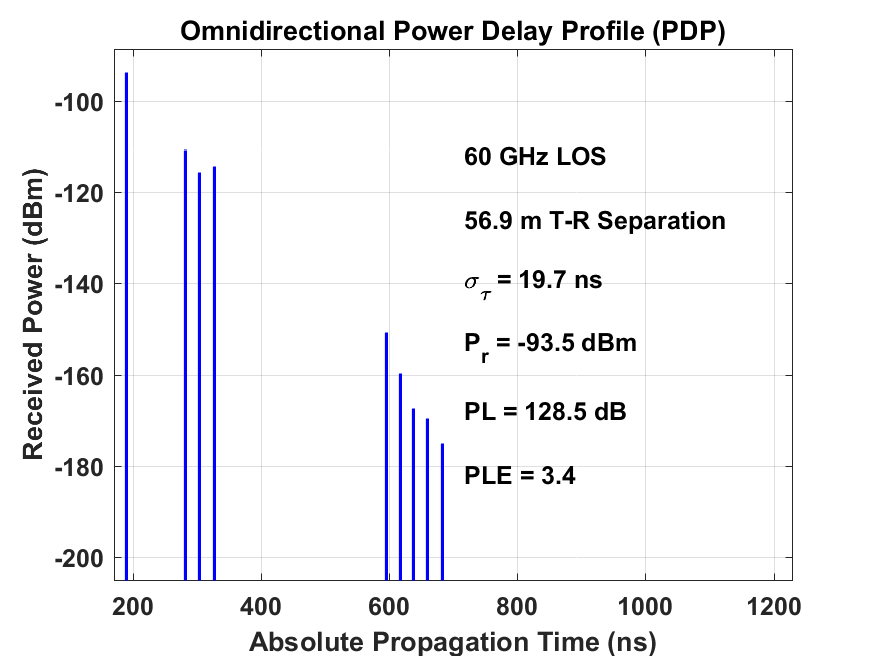 Omnidirectional Power Delay Profile (PDP)
Received Power (dBm)
-100
-120
-140
-160
-180
-200
60 GHz LOS
56.9 m T-R Separation
σ_τ = 19.7 ns
P_r = -93.5 dBm
PL = 128.5 dB
PLE = 3.4
200 400 600 800 1000 1200
Absolute Propagation Time (ns)